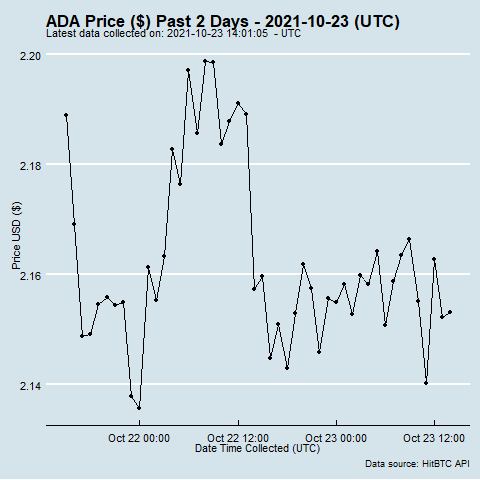 ADA Price ($) Past 2 Days - 2021-10-23 (UTC)
Latest data collected on: 2021-10-23 14:01:05 - UTC
2.20
2.18
2.16
2.14
Price USD ($)
Oct 22 00:00
Oct 22 12:00
Oct 23 00:00
Oct 23 12:00
Date Time Collected (UTC)
Data source: HitBTC API